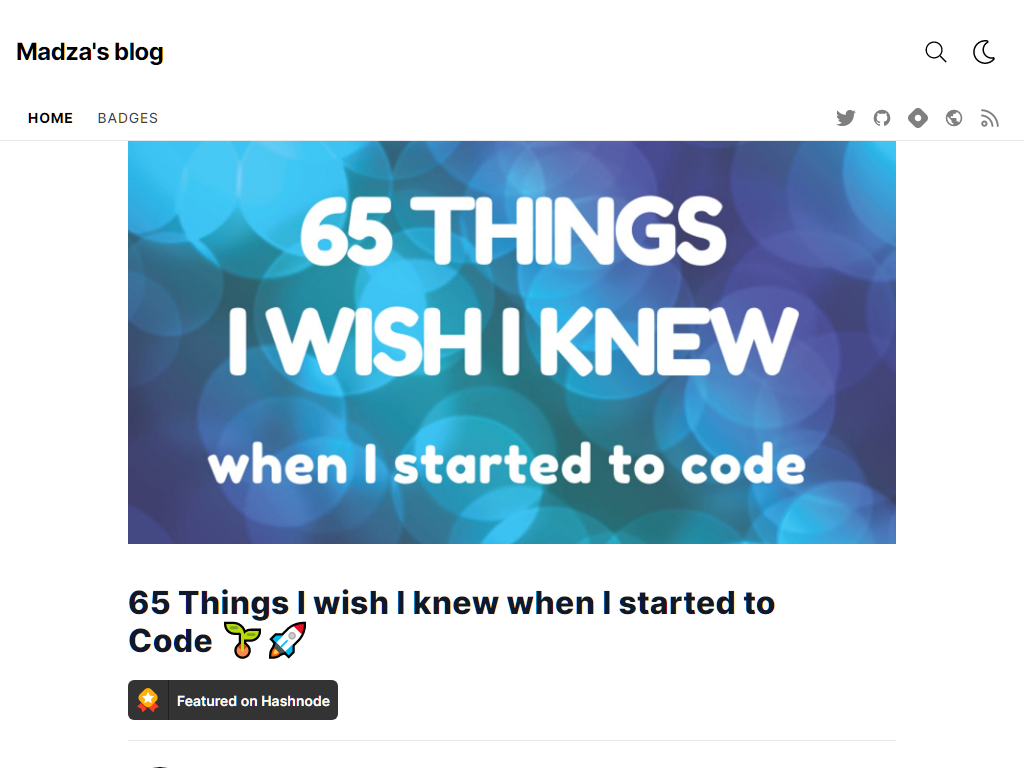 Madza's blog
HOME BADGES
65 THINGS
I WISH I KNEW
when I started to code
65 Things I wish I knew when I started to
Code 🌱🚀
Featured on Hashnode